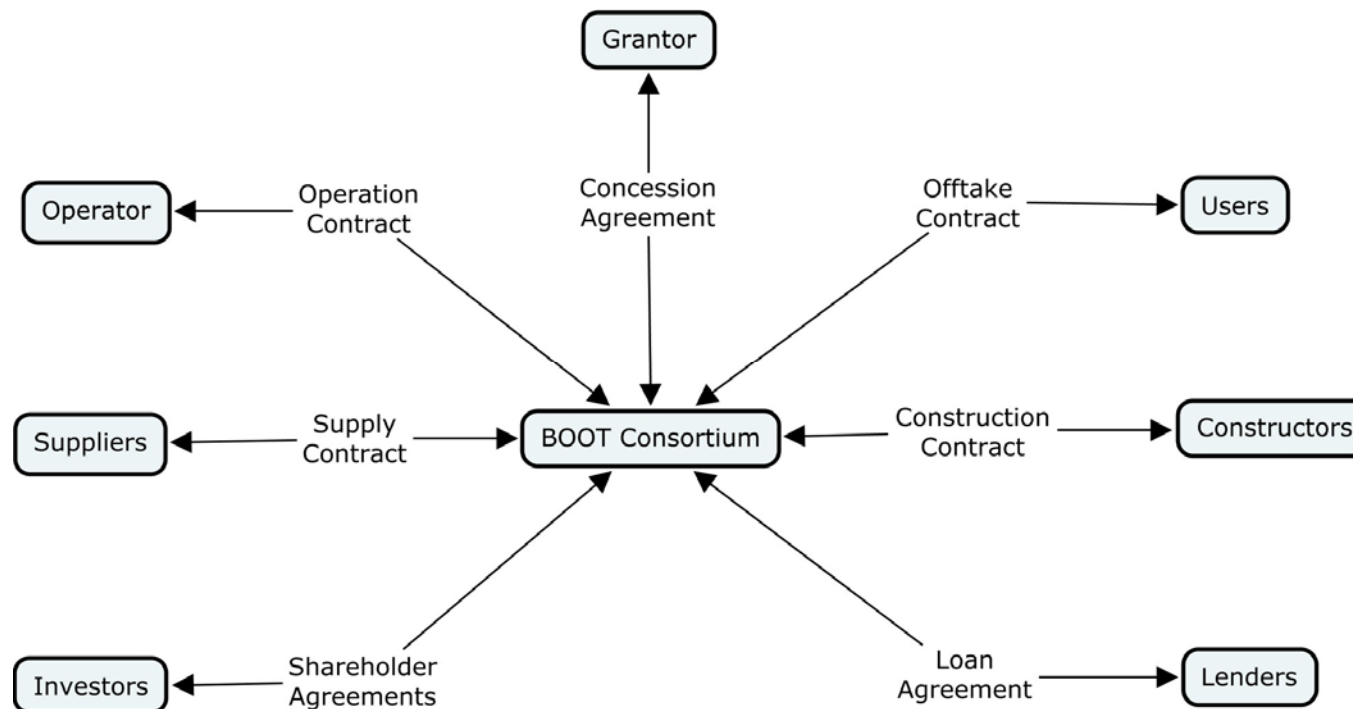 Grantor
Operator
Operation
Contract
Concession
Agreement
Offtake
Contract
Users
Suppliers
Supply
Contract
BOOT Consortium
Construction
Contract
Constructors
Investors
Shareholder
Agreements
Loan
Agreement
Lenders